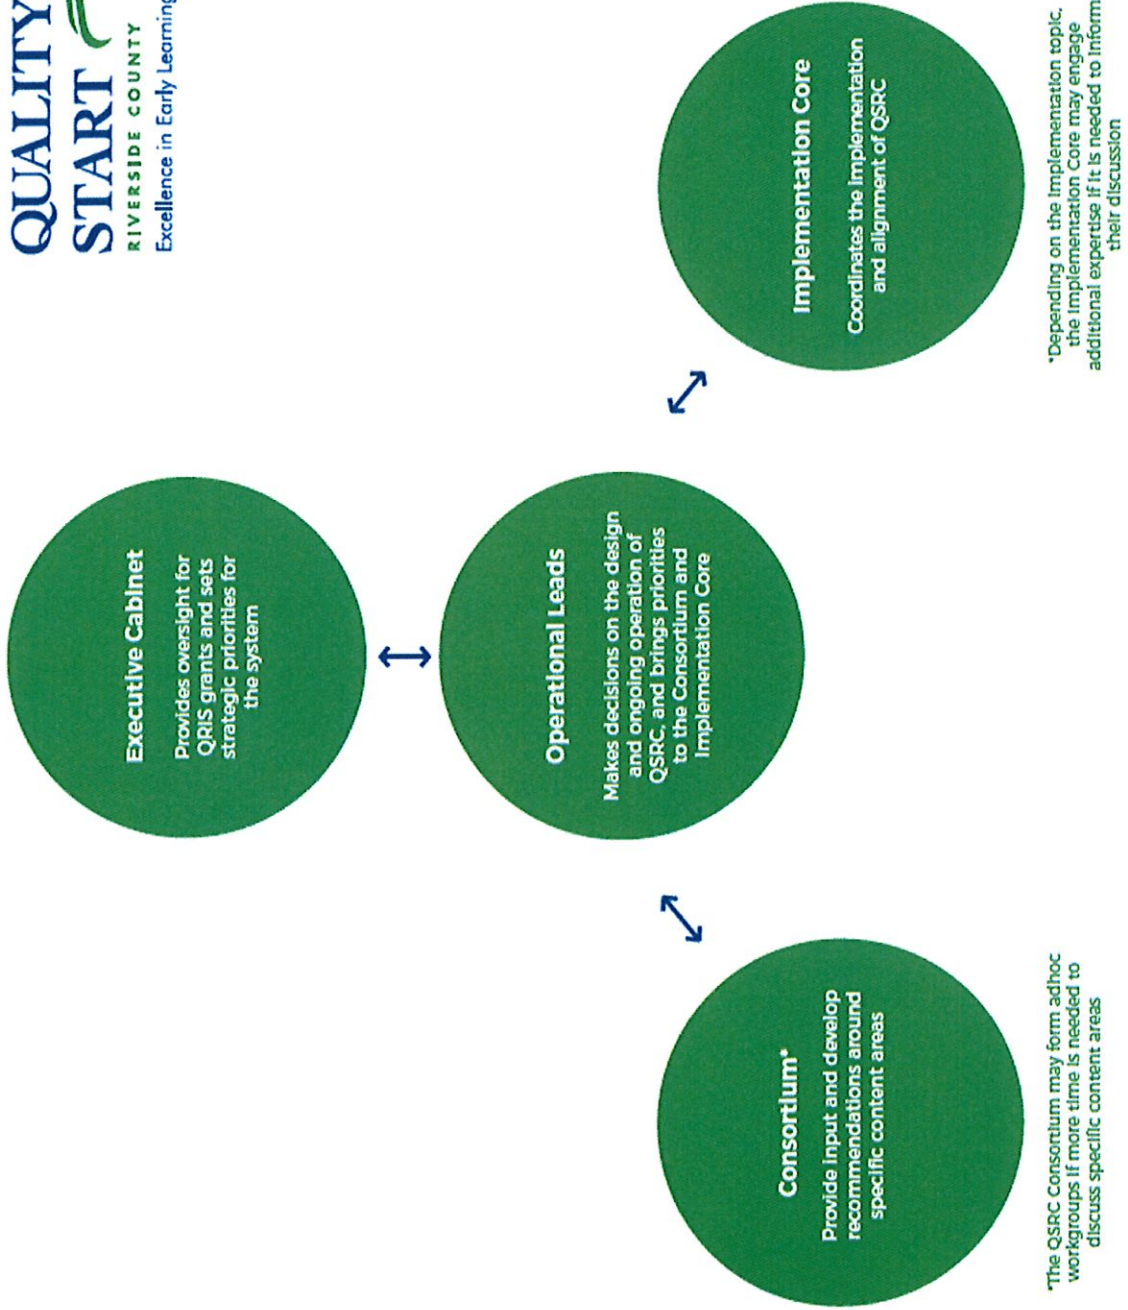 QUALITY
START
RIVERSIDE COUNTY
Excellence in Early Learning
Executive Cabinet
Provides oversight for
QRIS grants and sets
strategic priorities for
the system
Operational Leads
Makes decisions on the design
and ongoing operation of
QSRC, and brings priorities
to the Consortium and
Implementation Core
Consortium*
Provide input and develop
recommendations around
specific content areas
*The QSRC Consortium may form adhoc
workgroups if more time is needed to
discuss specific content areas
Implementation Core
Coordinates the implementation
and alignment of QSRC
*Depending on the implementation topic,
the Implementation Core may engage
additional expertise if it is needed to inform
their discussion